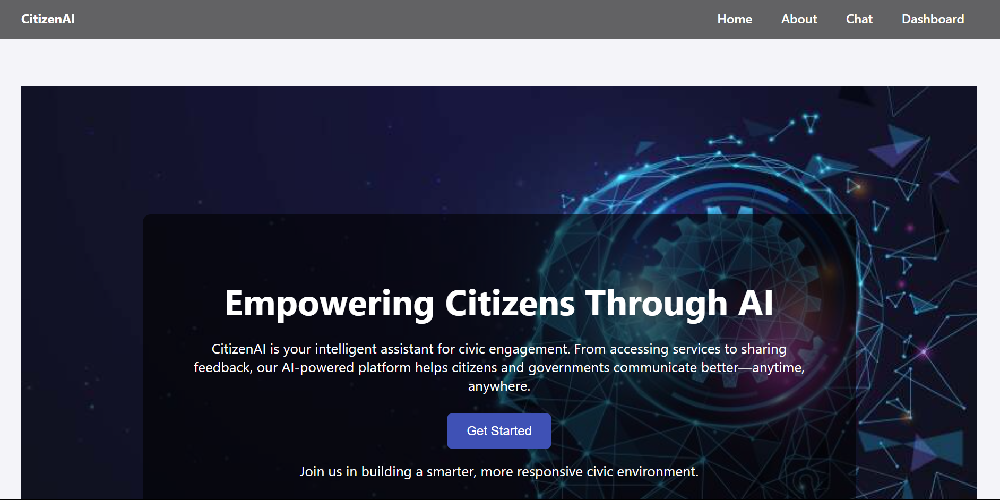 CitizenAI
Home About Chat Dashboard
Empowering Citizens Through AI
CitizenAI is your intelligent assistant for civic engagement. From accessing services to sharing
feedback, our AI-powered platform helps citizens and governments communicate better—anytime,
anywhere.
Get Started
Join us in building a smarter, more responsive civic environment.